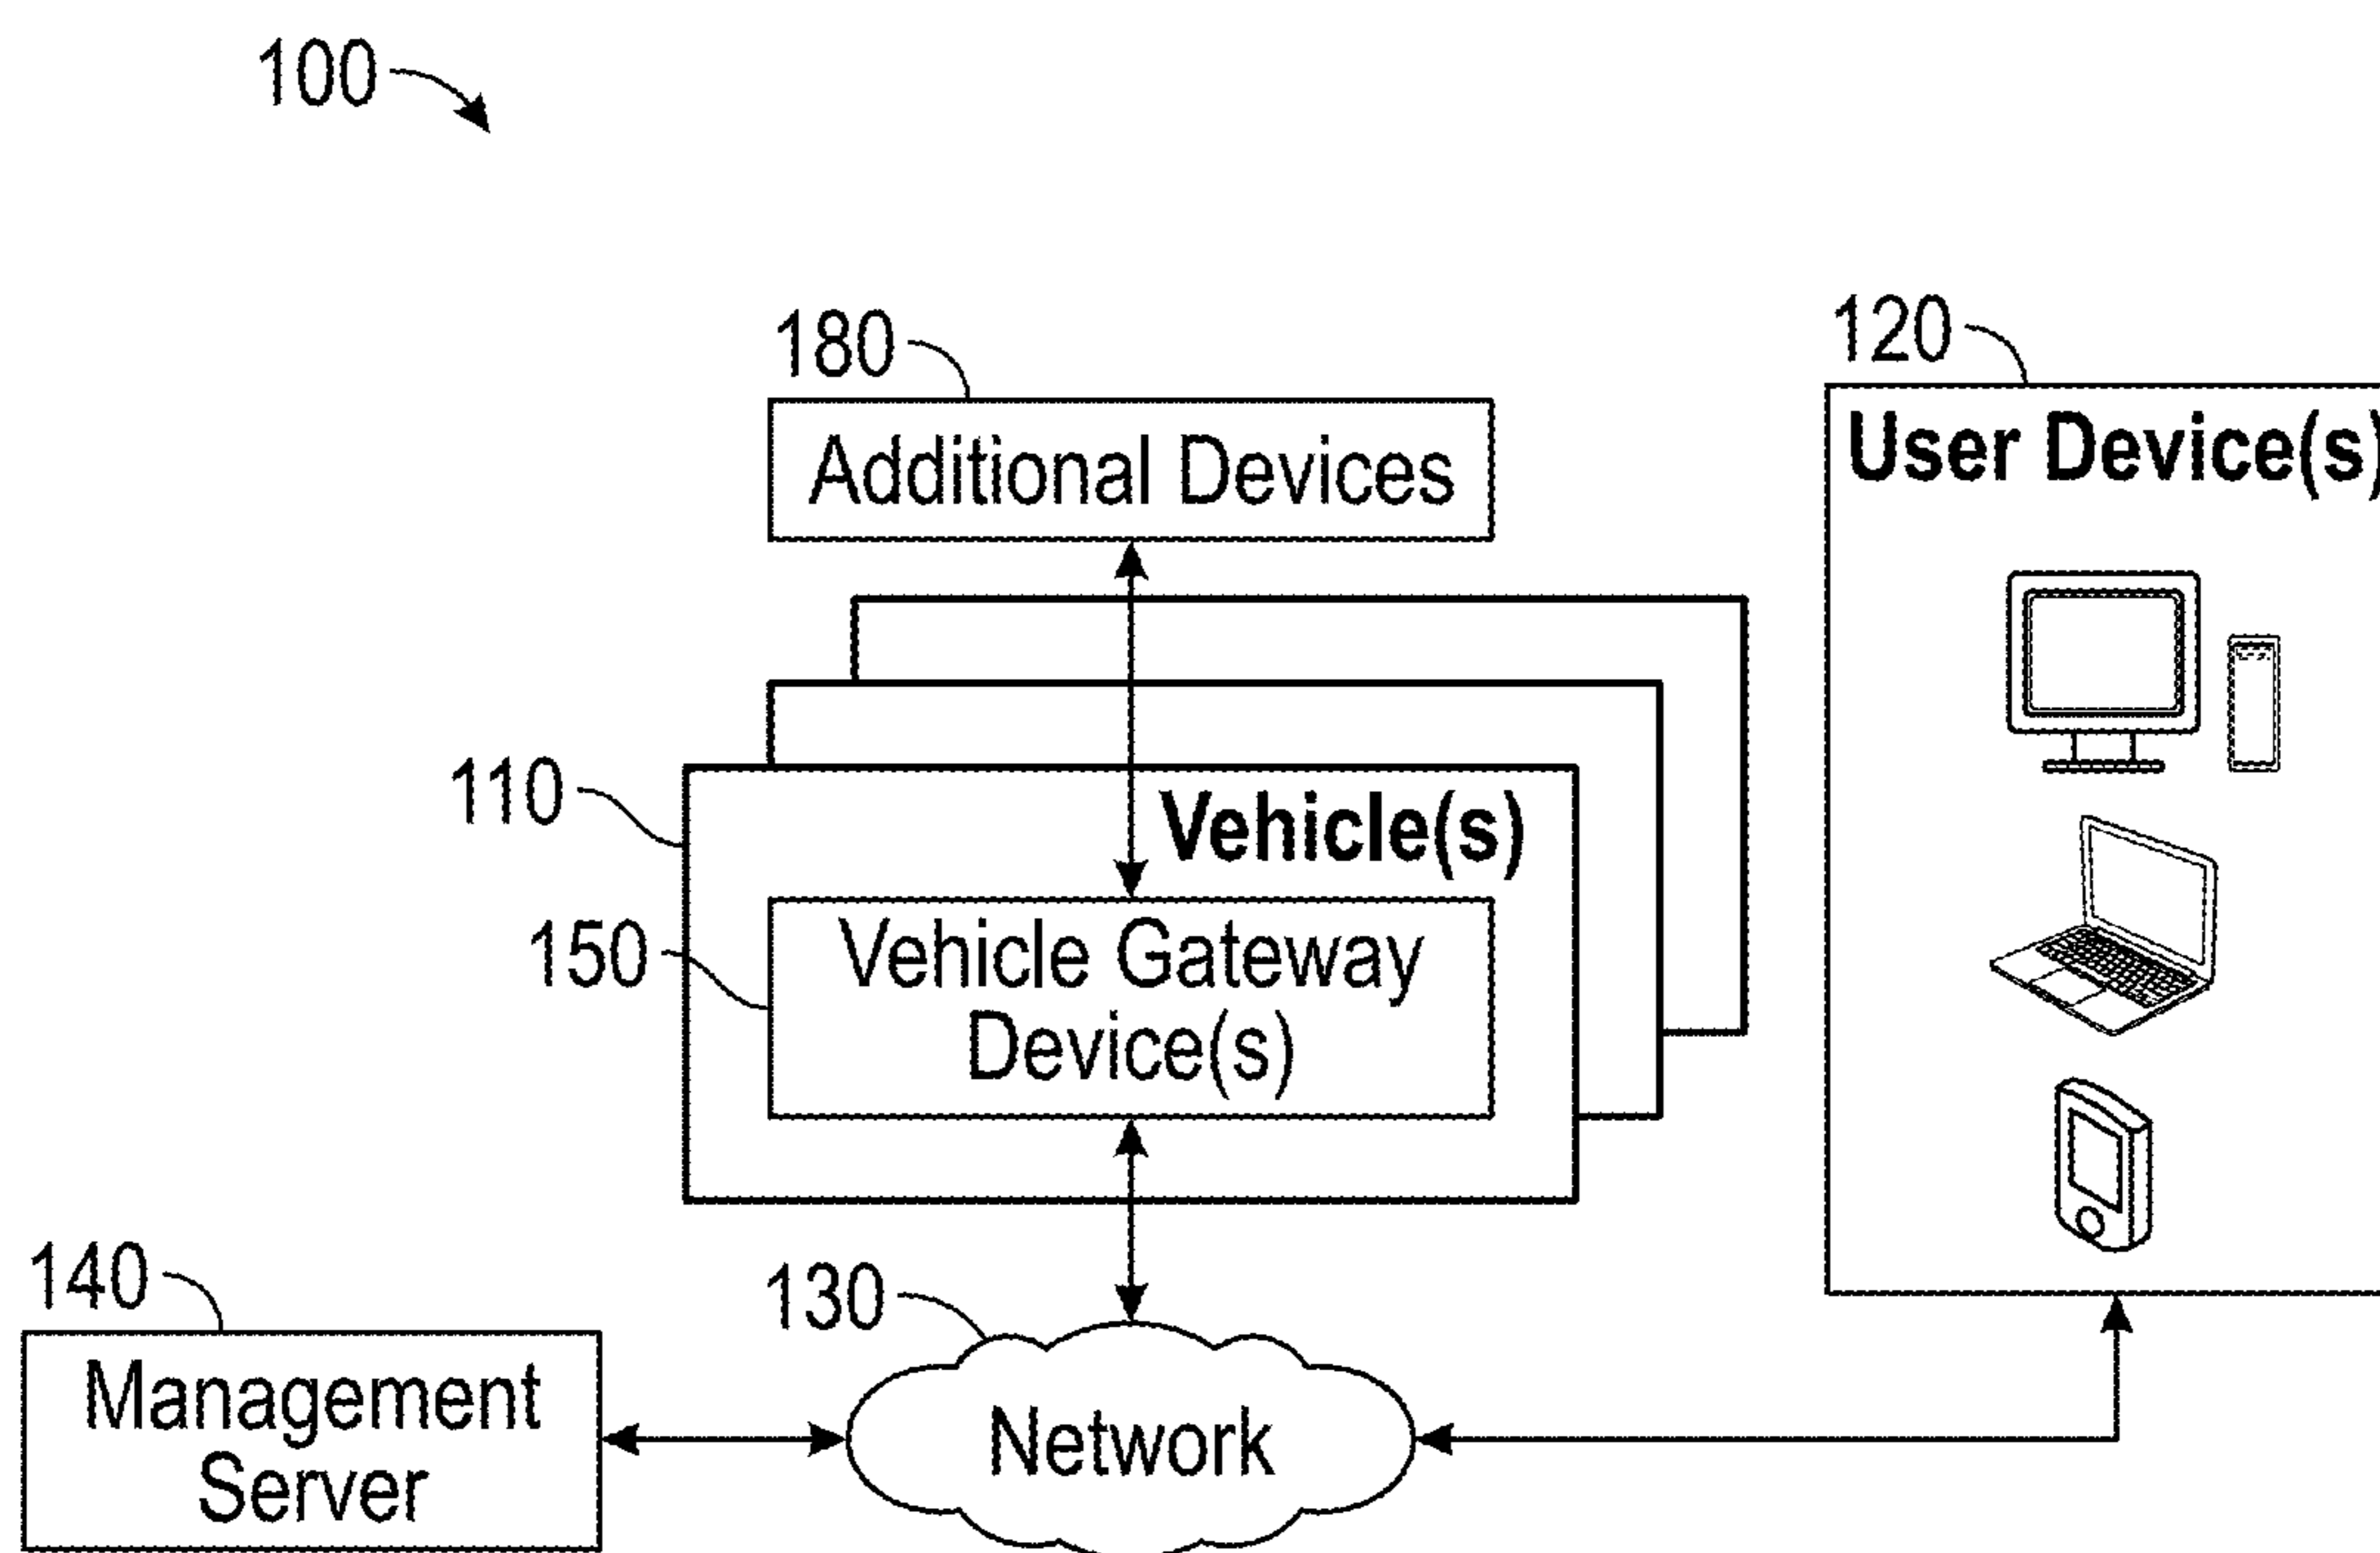 100
180
Additional Devices
120
User Device(s)
110
Vehicle(s)
150
Vehicle Gateway
Device(s)
140
Management
Server
130
Network